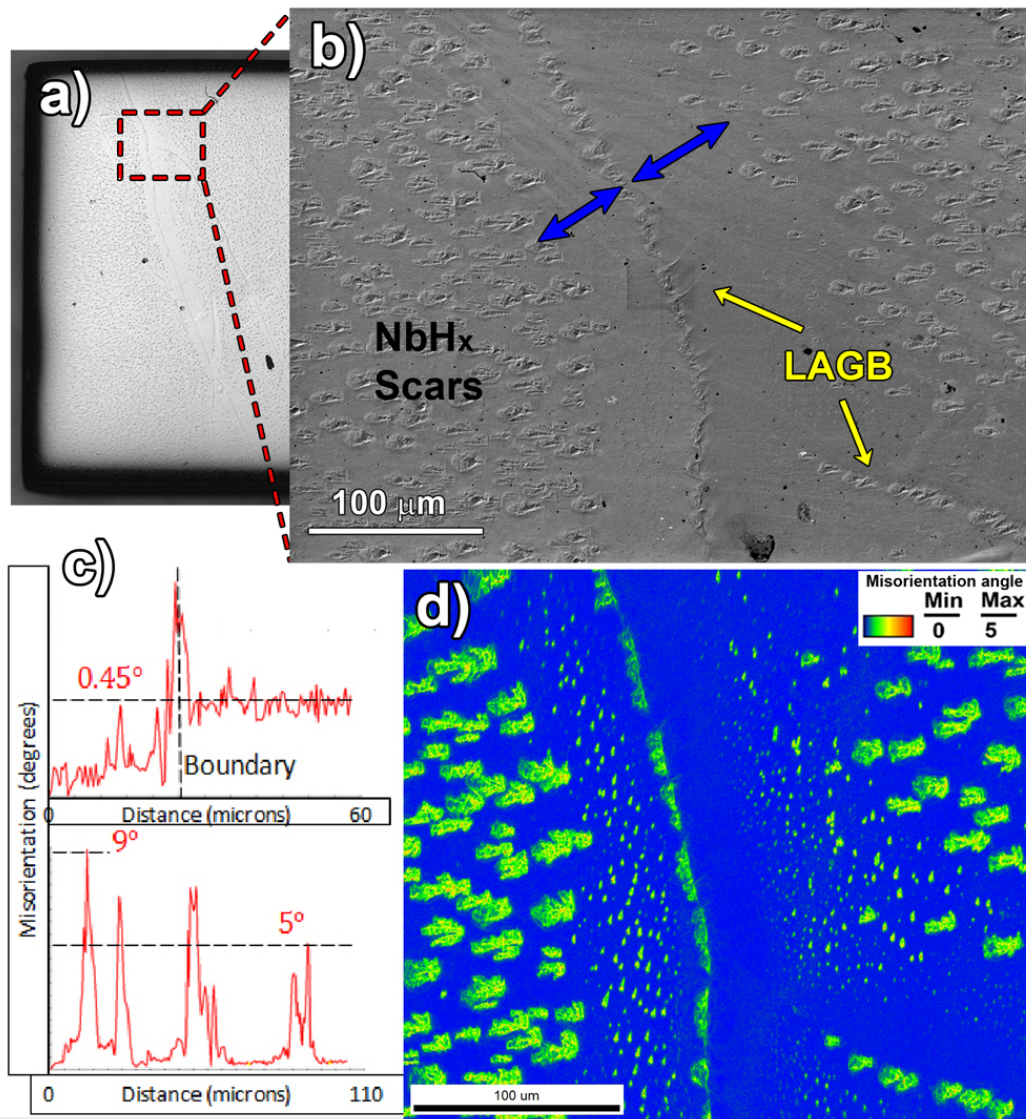 a)
b)
NbHx
Scars
LAGB
100 μm
c)
0.45°
Boundary
0
Distance (microns)
60
9°
5°
Misorientation (degrees)
0
Distance (microns)
110
d)
Misorientation angle
Min
Max
0
5
100 um